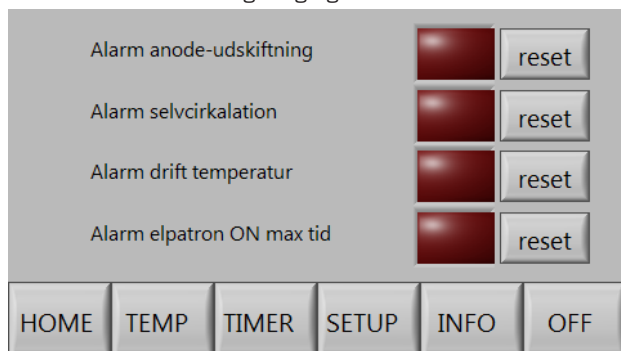 Alarm anode-udskiftning reset
Alarm selvcirkalation reset
Alarm drift temperatur reset
Alarm elpatron ON max tid reset
HOME TEMP TIMER SETUP INFO OFF